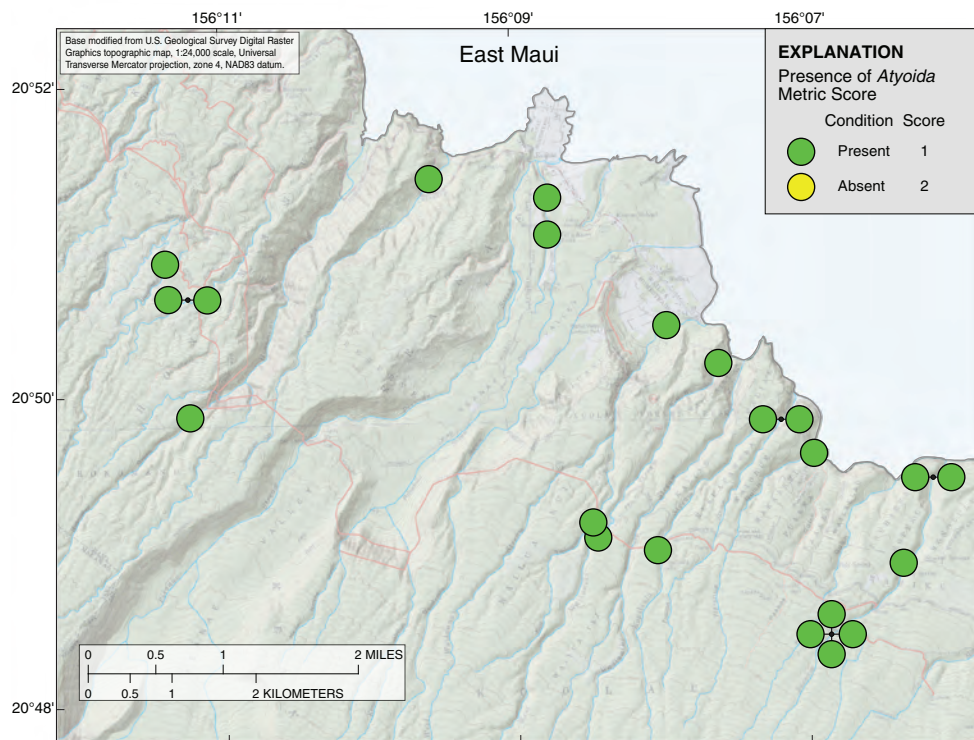 156°11' 156°09' 156°07'
Base modified from U.S. Geological Survey Digital Raster
Graphics topographic map, 1:24,000 scale, Universal
Transverse Mercator projection, zone 4, NAD83 datum.
East Maui
EXPLANATION
Presence of Atyoida
Metric Score
Condition Score
Present 1
Absent 2
20°52'
20°50'
20°48'
0 0.5 1 2 MILES
0 0.5 1 2 KILOMETERS